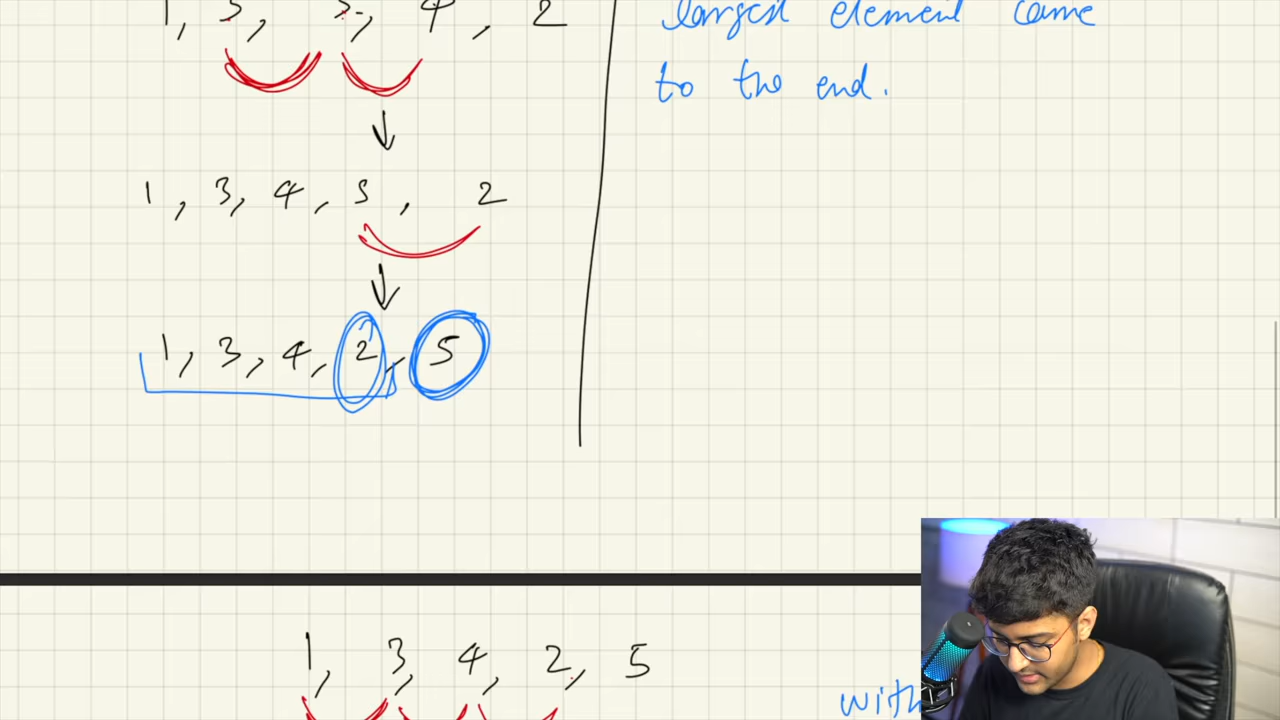 1, 3, 5, 4, 2
1, 3, 4, 5, 2
1, 3, 4, 2, 5
1, 3, 4, 2, 5
largest element came
to the end.
with